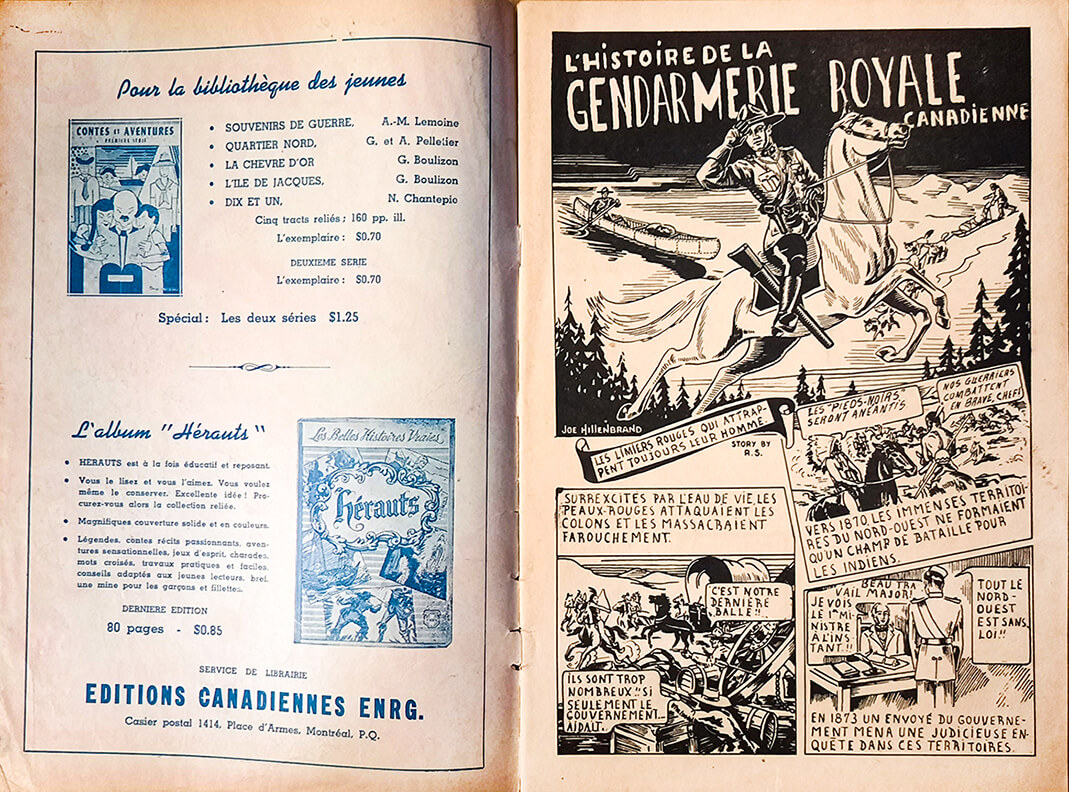 Pour la bibliothèque des jeunes
CONTES ET AVENTURES
PREMIÈRE SÉRIE
• SOUVENIRS DE GUERRE, A.-M. Lemoine
• QUARTIER NORD, G. et A. Pelletier
• LA CHEVRE D'OR G. Boulizon
• L'ILE DE JACQUES, G. Boulizon
• DIX ET UN, N. Chantepie
Cinq tracts reliés; 160 pp. ill.
L'exemplaire: $0.70
DEUXIEME SERIE
L'exemplaire: $0.70
Spécial: Les deux séries $1.25
L'album "Hérauts"
• HERAUTS est à la fois éducatif et reposant.
• Vous le lisez et vous l'aimez. Vous voulez
même le conserver. Excellente idée! Pro-
curez-vous alors la collection reliée.
• Magnifiques couverture solide et en couleurs.
• Légendes, contes récits passionnants, aven-
tures sensationnelles, jeux d'esprit, charades,
mots croisés, travaux pratiques et faciles,
conseils adaptés aux jeunes lecteurs, bref,
une mine pour les garçons et fillettes.
DERNIERE EDITION
80 pages - $0.85
Les Belles Histoires Vraies
hérauts
SERVICE DE LIBRAIRIE
EDITIONS CANADIENNES ENRG.
Casier postal 1414, Place d'Armes, Montréal, P.Q.
L'HISTOIRE DE LA
GENDARMERIE ROYALE
CANADIENNE
JOE HILLENBRAND
LES LIMIERS ROUGES QUI ATTRAP-
PENT TOUJOURS LEUR HOMME.
STORY BY
R.S.
LES "PIEDS-NOIRS"
SERONT ANÉANTIS
NOS GUERRIERS
COMBATTENT
EN BRAVE, CHEF!
VERS 1870 LES IMMENSES TERRITOI-
RES DU NORD-OUEST NE FORMAIENT
QU'UN CHAMP DE BATAILLE POUR
LES INDIENS.
SURREXCITÉS PAR L'EAU DE VIE, LES
PEAUX-ROUGES ATTAQUAIENT LES
COLONS ET LES MASSACRAIENT
FAROUCHEMENT.
C'EST NOTRE
DERNIÈRE
BALLE!!
ILS SONT TROP
NOMBREUX!! SI
SEULEMENT LE
GOUVERNEMENT...
AIDAIT.
BEAU TRA
VAIL MAJOR!
JE VOIS
LE 1er MI-
NISTRE
À L'INS
TANT.!!
TOUT LE
NORD-
OUEST
EST SANS
LOI!!
EN 1873 UN ENVOYÉ DU GOUVERNE-
MENT MENA UNE JUDICIEUSE EN-
QUÊTE DANS CES TERRITOIRES.